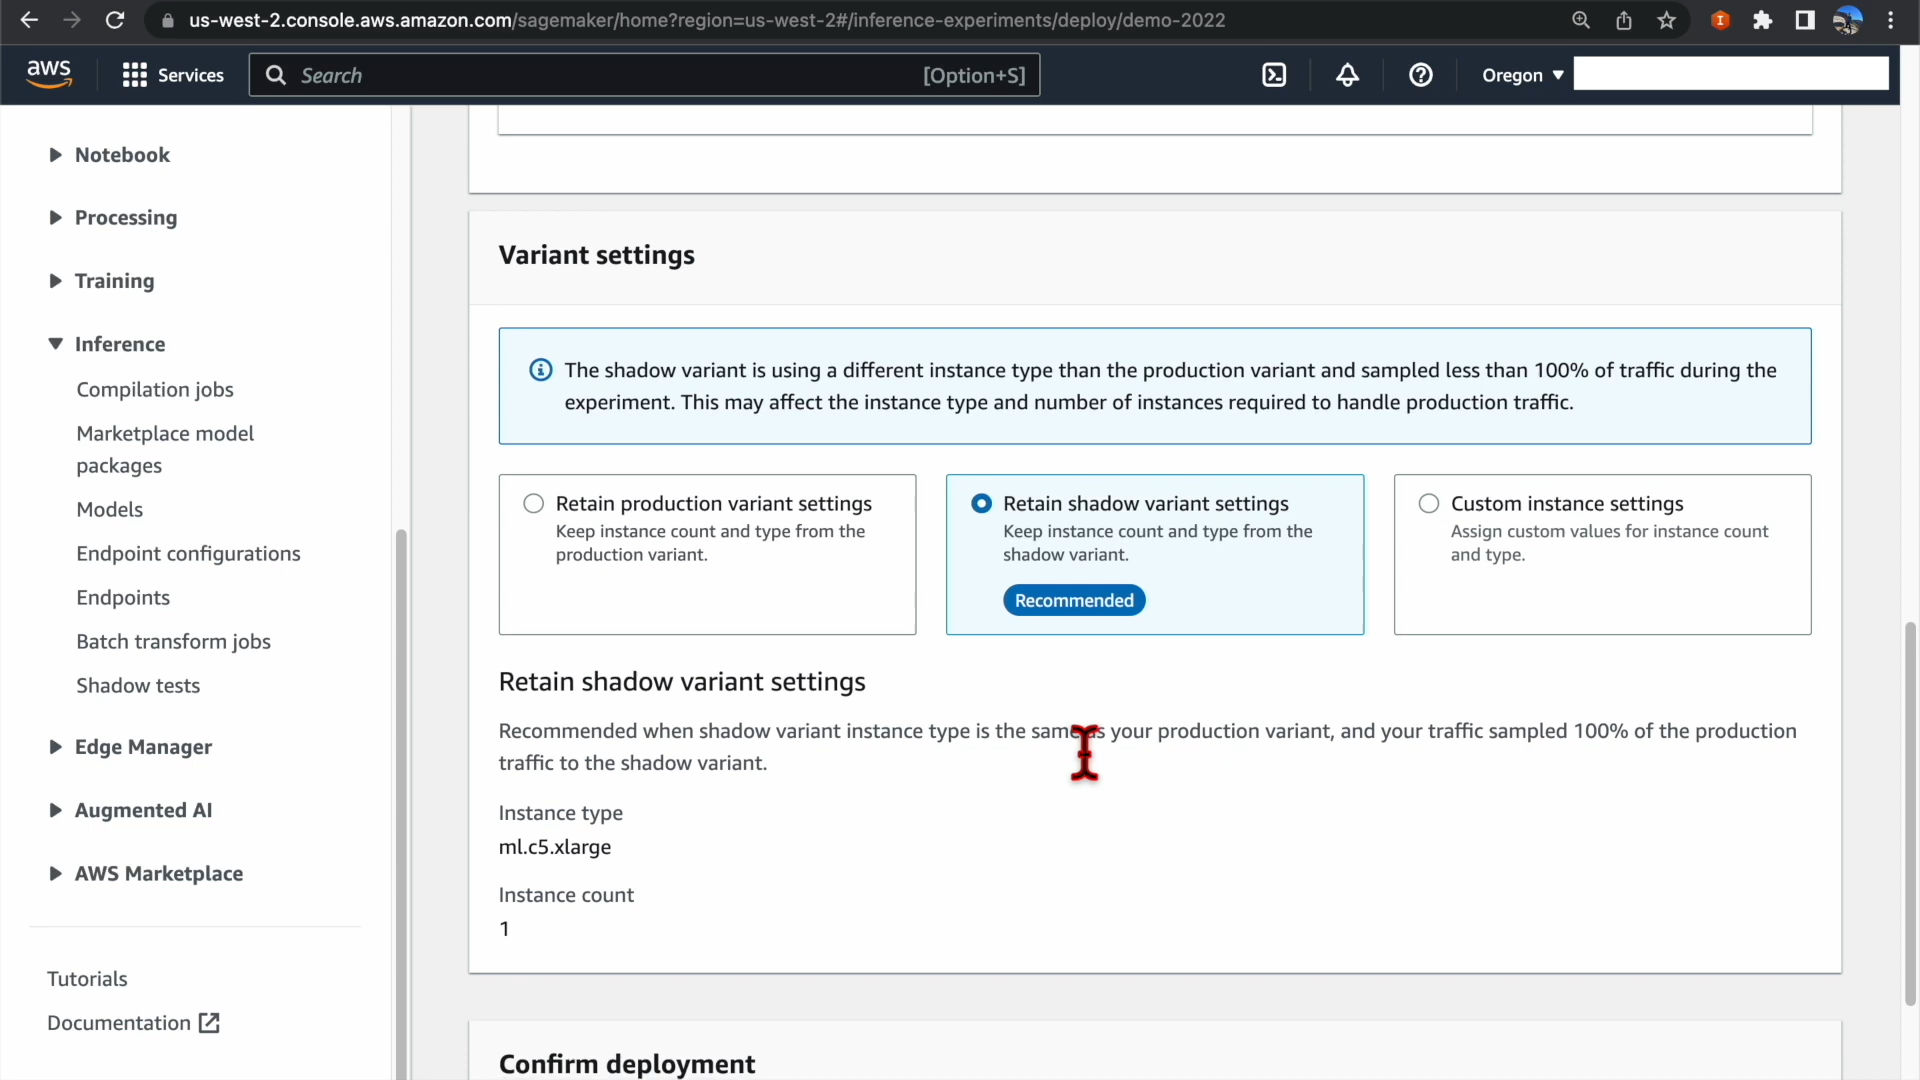 us-west-2.console.aws.amazon.com/sagemaker/home?region=us-west-2#/inference-experiments/deploy/demo-2022
aws
Services
Search
[Option+S]
Oregon
Notebook
Processing
Training
Inference
Compilation jobs
Marketplace model
packages
Models
Endpoint configurations
Endpoints
Batch transform jobs
Shadow tests
Edge Manager
Augmented AI
AWS Marketplace
Tutorials
Documentation
Variant settings
The shadow variant is using a different instance type than the production variant and sampled less than 100% of traffic during the
experiment. This may affect the instance type and number of instances required to handle production traffic.
Retain production variant settings
Keep instance count and type from the
production variant.
Retain shadow variant settings
Keep instance count and type from the
shadow variant.
Recommended
Custom instance settings
Assign custom values for instance count
and type.
Retain shadow variant settings
Recommended when shadow variant instance type is the same as your production variant, and your traffic sampled 100% of the production
traffic to the shadow variant.
Instance type
ml.c5.xlarge
Instance count
1
Confirm deployment